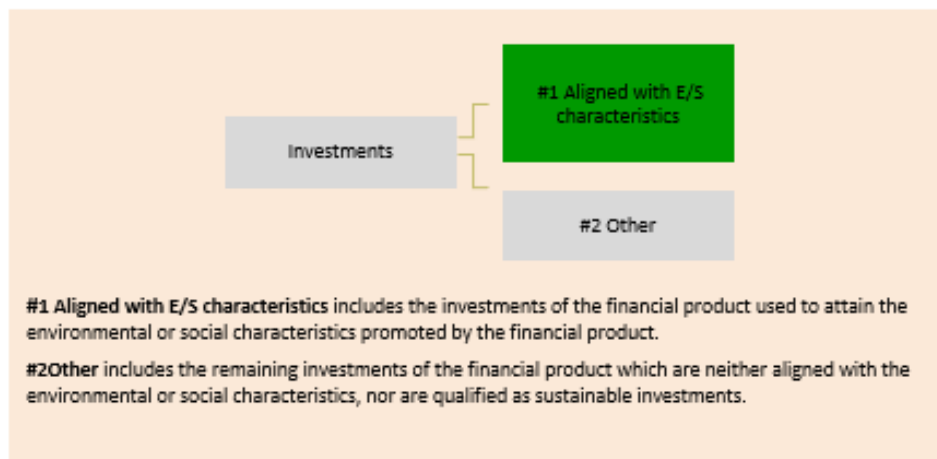 #1 Aligned with E/S
characteristics
Investments
#2 Other
#1 Aligned with E/S characteristics includes the investments of the financial product used to attain the
environmental or social characteristics promoted by the financial product.
#2Other includes the remaining investments of the financial product which are neither aligned with the
environmental or social characteristics, nor are qualified as sustainable investments.